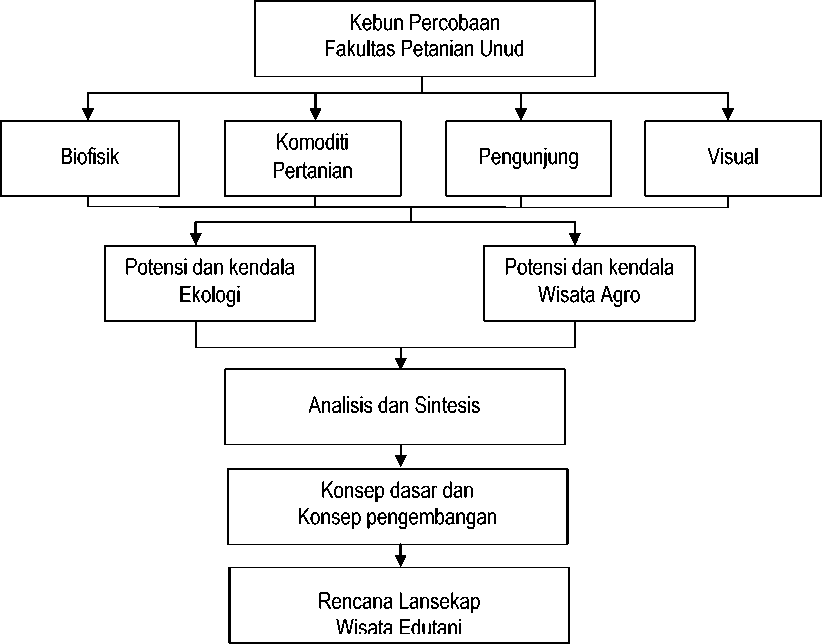 Kebun Percobaan
Fakultas Petanian Unud
Biofisik
Komoditi
Pertanian
Pengunjung
Visual
Potensi dan kendala
Ekologi
Potensi dan kendala
Wisata Agro
Analisis dan Sintesis
Konsep dasar dan
Konsep pengembangan
Rencana Lansekap
Wisata Edutani